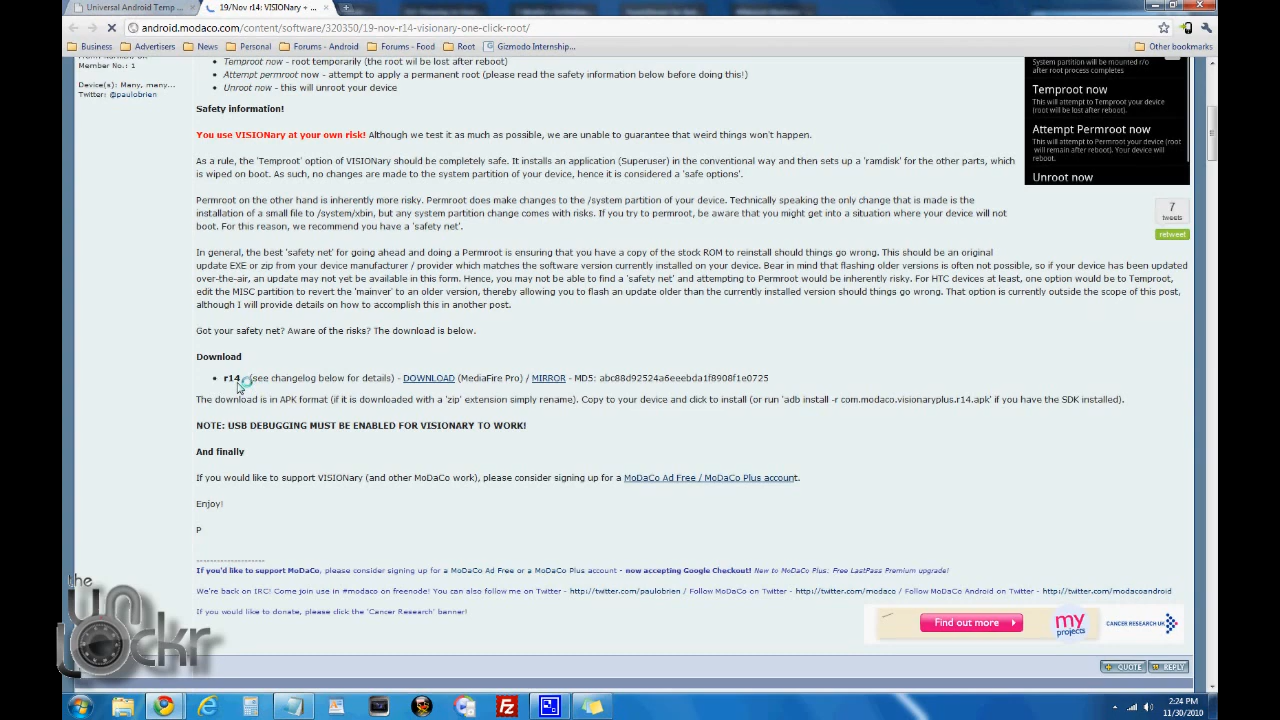 Universal Android Temp ...
19/Nov r14: VISIONary + ...
android.modaco.com/content/software/320350/19-nov-r14-visionary-one-click-root/
Business
Advertisers
News
Personal
Forums - Android
Forums - Food
Root
Gizmodo Internship...
Other bookmarks
Member No.: 1
Device(s): Many, many...
Twitter: @paulobrien
Temproot now - root temporarily (the root wil be lost after reboot)
Attempt permroot now - attempt to apply a permanent root (please read the safety information below before doing this!)
Unroot now - this will unroot your device
Safety information!
You use VISIONary at your own risk! Although we test it as much as possible, we are unable to guarantee that weird things won't happen.
As a rule, the 'Temproot' option of VISIONary should be completely safe. It installs an application (Superuser) in the conventional way and then sets up a 'ramdisk' for the other parts, which
is wiped on boot. As such, no changes are made to the system partition of your device, hence it is considered a 'safe options'.
Permroot on the other hand is inherently more risky. Permroot does make changes to the /system partition of your device. Technically speaking the only change that is made is the
installation of a small file to /system/xbin, but any system partition change comes with risks. If you try to permroot, be aware that you might get into a situation where your device will not
boot. For this reason, we recommend you have a 'safety net'.
In general, the best 'safety net' for going ahead and doing a Permroot is ensuring that you have a copy of the stock ROM to reinstall should things go wrong. This should be an original
update EXE or zip from your device manufacturer / provider which matches the software version currently installed on your device. Bear in mind that flashing older versions is often not possible, so if your device has been updated
over-the-air, an update may not yet be available in this form. Hence, you may not be able to find a 'safety net' and attempting to Permroot would be inherently risky. For HTC devices at least, one option would be to Temproot,
edit the MISC partition to revert the 'mainver' to an older version, thereby allowing you to flash an update older than the currently installed version should things go wrong. That option is currently outside the scope of this post,
although I will provide details on how to accomplish this in another post.
Got your safety net? Aware of the risks? The download is below.
Download
r14 (see changelog below for details) - DOWNLOAD (MediaFire Pro) / MIRROR - MD5: abc88d92524a6eeebda1f8908f1e0725
The download is in APK format (if it is downloaded with a 'zip' extension simply rename). Copy to your device and click to install (or run 'adb install -r com.modaco.visionaryplus.r14.apk' if you have the SDK installed).
NOTE: USB DEBUGGING MUST BE ENABLED FOR VISIONARY TO WORK!
And finally
If you would like to support VISIONary (and other MoDaCo work), please consider signing up for a MoDaCo Ad Free / MoDaCo Plus account.
Enjoy!
P
--------------------
If you'd like to support MoDaCo, please consider signing up for a MoDaCo Ad Free or a MoDaCo Plus account - now accepting Google Checkout! New to MoDaCo Plus: Free LastPass Premium upgrade!
We're back on IRC! Come join use in #modaco on freenode! You can also follow me on Twitter - http://twitter.com/paulobrien / Follow MoDaCo on Twitter - http://twitter.com/modaco / Follow MoDaCo Android on Twitter - http://twitter.com/modacoandroid
If you would like to donate, please click the 'Cancer Research' banner!
System partition will be mounted r/o
after root process completes
Temproot now
This will attempt to Temproot your device
(root will be lost after reboot).
Attempt Permroot now
This will attempt to Permroot your device (root
will remain after reboot). Your device will
reboot.
Unroot now
7
tweets
retweet
Find out more
my
projects
CANCER RESEARCH UK
QUOTE
REPLY
the
UNlockr
2:24 PM
11/30/2010